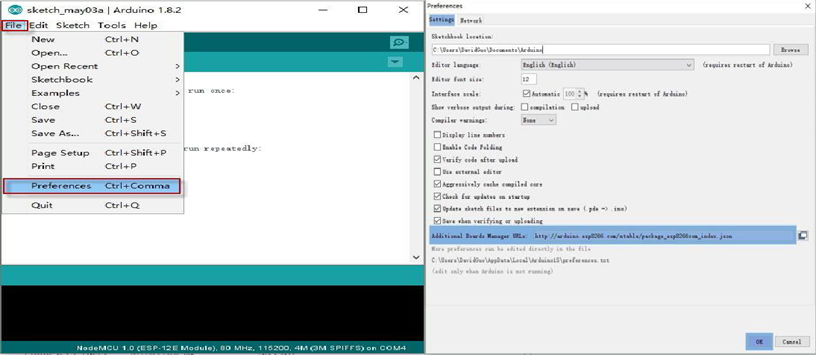 sketch_may03a | Arduino 1.8.2
File Edit Sketch Tools Help
New Ctrl+N
Open... Ctrl+O
Open Recent >
Sketchbook >
Examples >
Close Ctrl+W
Save Ctrl+S
Save As... Ctrl+Shift+S
Page Setup Ctrl+Shift+P
Print Ctrl+P
Preferences Ctrl+Comma
Quit Ctrl+Q
run once:
run repeatedly:
NodeMCU 1.0 (ESP-12E Module), 80 MHz, 115200, 4M (3M SPIFFS) on COM4
Preferences
Settings Network
Sketchbook location:
C:\Users\DavidGuo\Documents\Arduino
Browse
Editor language: English (English) (requires restart of Arduino)
Editor font size: 12
Interface scale: Automatic 100 % (requires restart of Arduino)
Show verbose output during: compilation upload
Compiler warnings: None
Display line numbers
Enable Code Folding
Verify code after upload
Use external editor
Aggressively cache compiled core
Check for updates on startup
Update sketch files to new extension on save (.pde -> .ino)
Save when verifying or uploading
Additional Boards Manager URLs: http://arduino.esp8266.com/stable/package_esp8266com_index.json
More preferences can be edited directly in the file
C:\Users\DavidGuo\AppData\Local\Arduino15\preferences.txt
(edit only when Arduino is not running)
OK Cancel